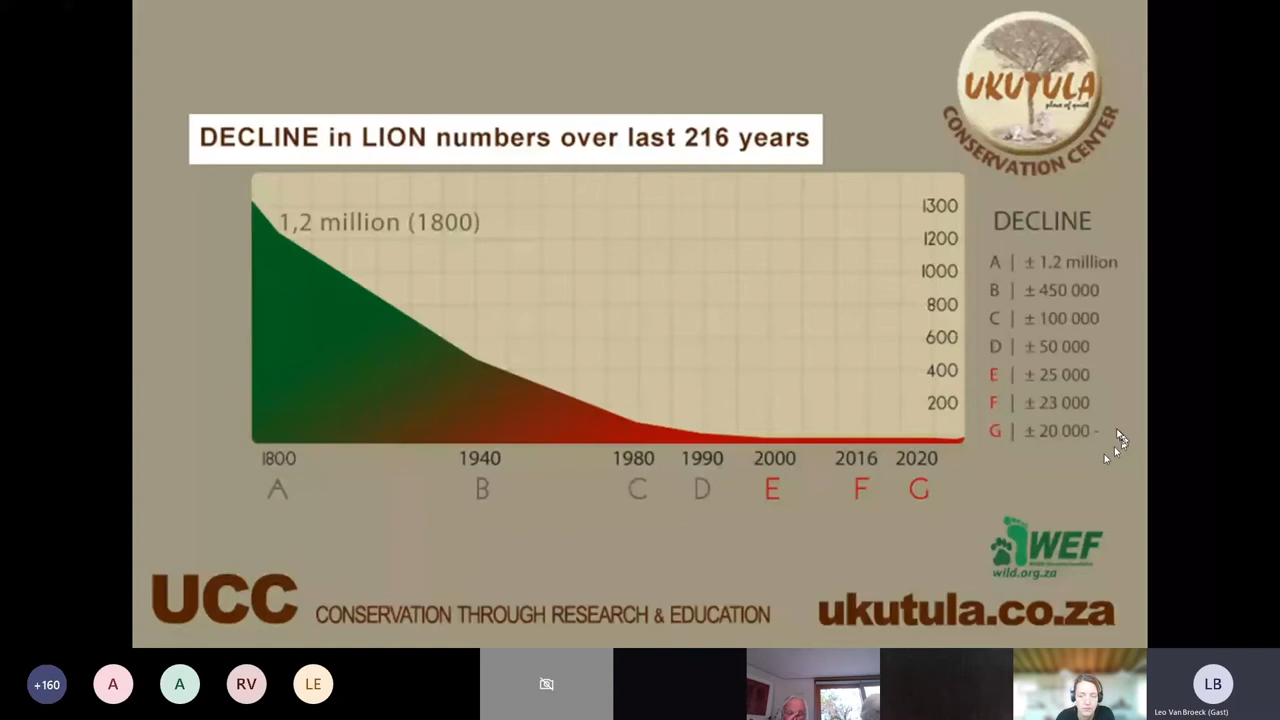 UKUTULA
place of quiet
CONSERVATION CENTER
DECLINE in LION numbers over last 216 years
1,2 million (1800)
1300
1200
1000
800
600
400
200
1800 1940 1980 1990 2000 2016 2020
A B C D E F G
DECLINE
A | ± 1.2 million
B | ± 450 000
C | ± 100 000
D | ± 50 000
E | ± 25 000
F | ± 23 000
G | ± 20 000 -
WEF
wild.org.za
UCC CONSERVATION THROUGH RESEARCH & EDUCATION
ukutula.co.za
+160 A A RV LE LB
Leo Van Broeck (Gast)